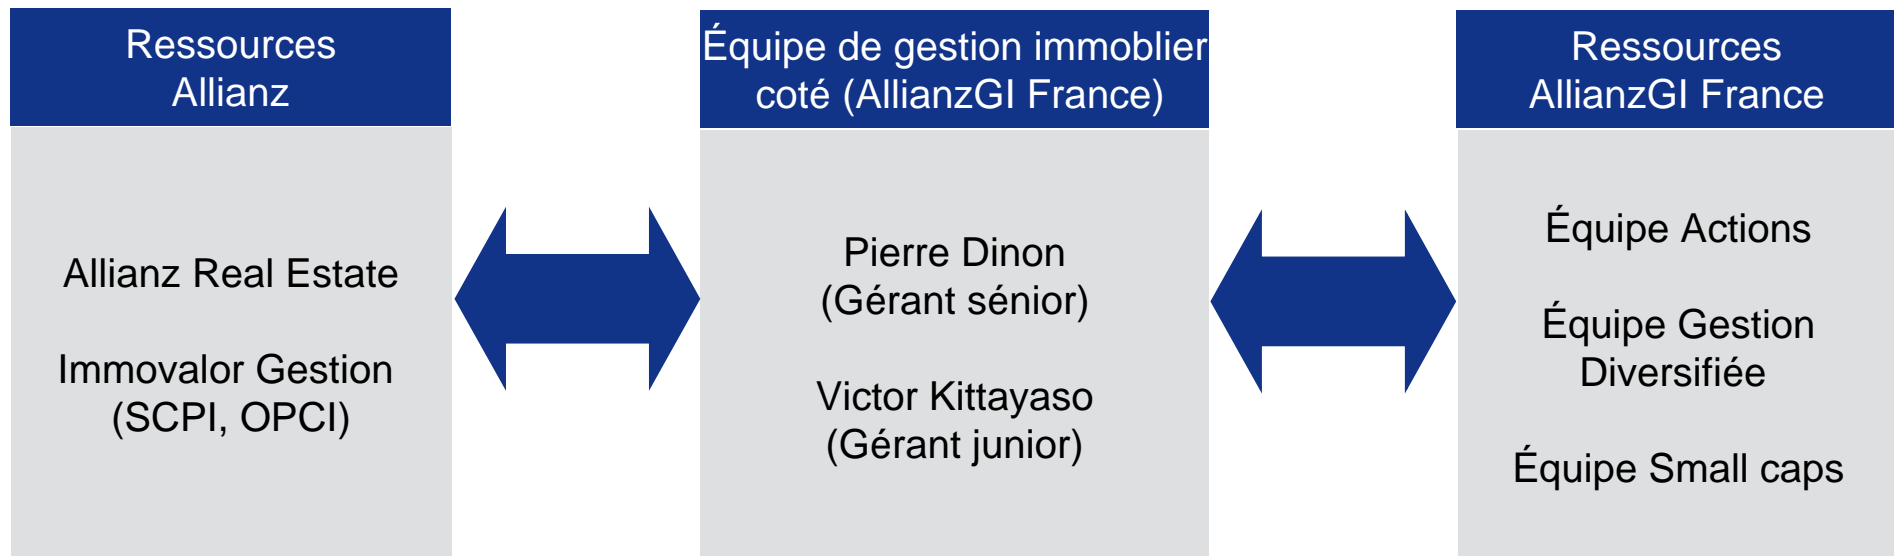 Ressources
Allianz
Allianz Real Estate
Immovalor Gestion
(SCPI, OPCI)
Équipe de gestion immoblier
coté (AllianzGI France)
Pierre Dinon
(Gérant sénior)
Victor Kittayaso
(Gérant junior)
Ressources
AllianzGI France
Équipe Actions
Équipe Gestion
Diversifiée
Équipe Small caps